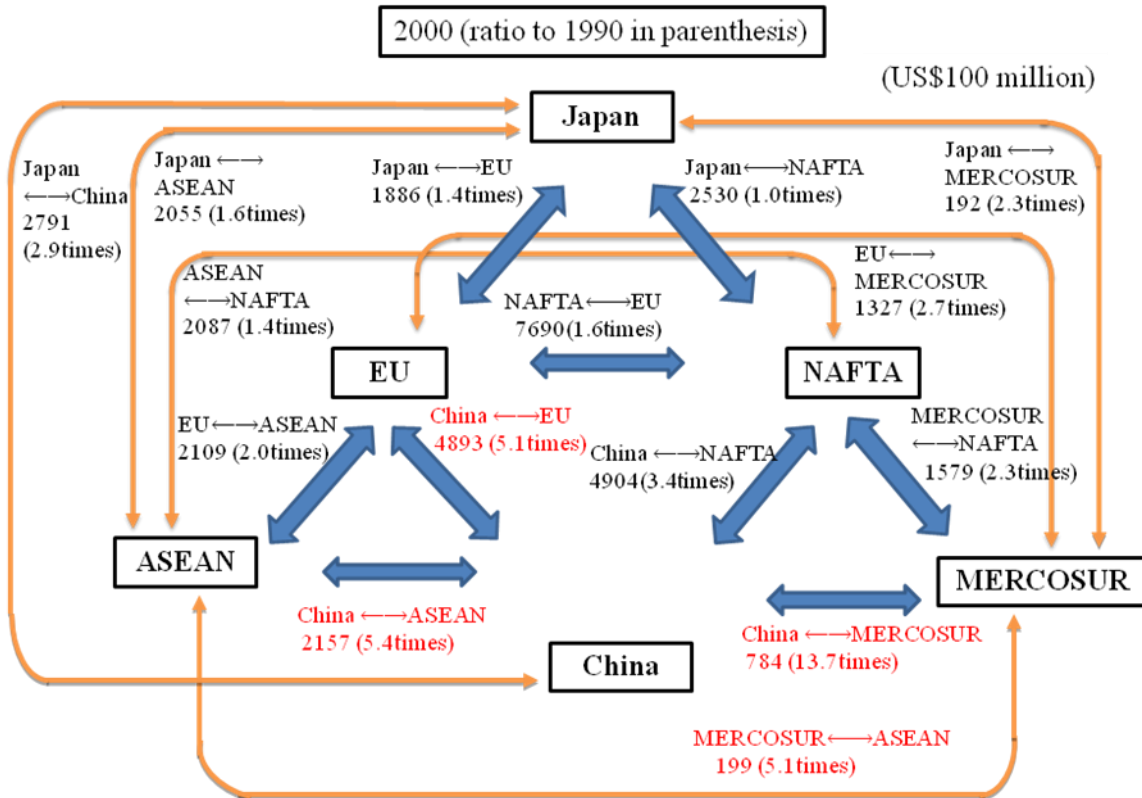 2000 (ratio to 1990 in parenthesis)
(US$100 million)
Japan
Japan
←→China
2791
(2.9times)
Japan ←→
ASEAN
2055 (1.6times)
Japan ←→EU
1886 (1.4times)
Japan←→NAFTA
2530 (1.0times)
Japan ←→
MERCOSUR
192 (2.3times)
ASEAN
←→NAFTA
2087 (1.4times)
NAFTA←→EU
7690 (1.6times)
EU←→
MERCOSUR
1327 (2.7times)
EU
NAFTA
EU←→ASEAN
2109 (2.0times)
China ←→EU
4893 (5.1times)
China ←→NAFTA
4904(3.4times)
MERCOSUR
←→NAFTA
1579 (2.3times)
ASEAN
MERCOSUR
China ←→ASEAN
2157 (5.4times)
China
China ←→MERCOSUR
784 (13.7times)
MERCOSUR←→ASEAN
199 (5.1times)